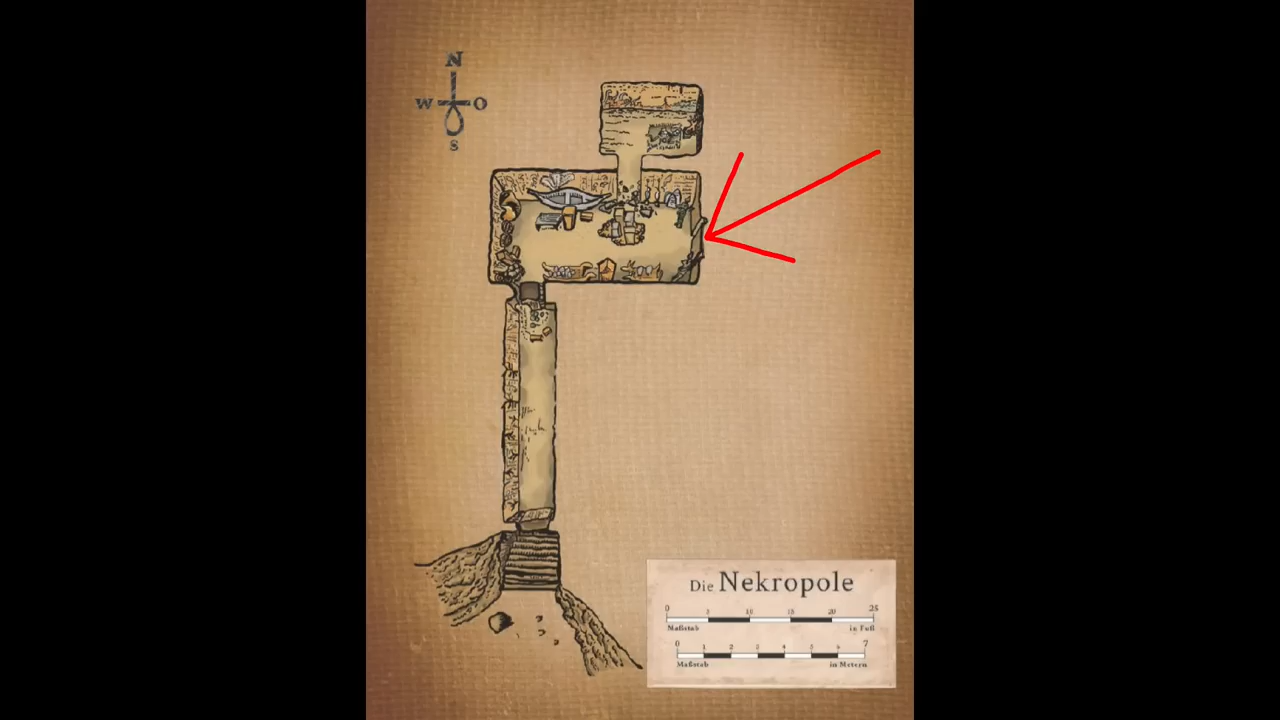 N
W O
S
Die Nekropole
0 5 10 15 20 25
Maßstab in Fuß
0 1 2 3 4 5 6 7
Maßstab in Metern